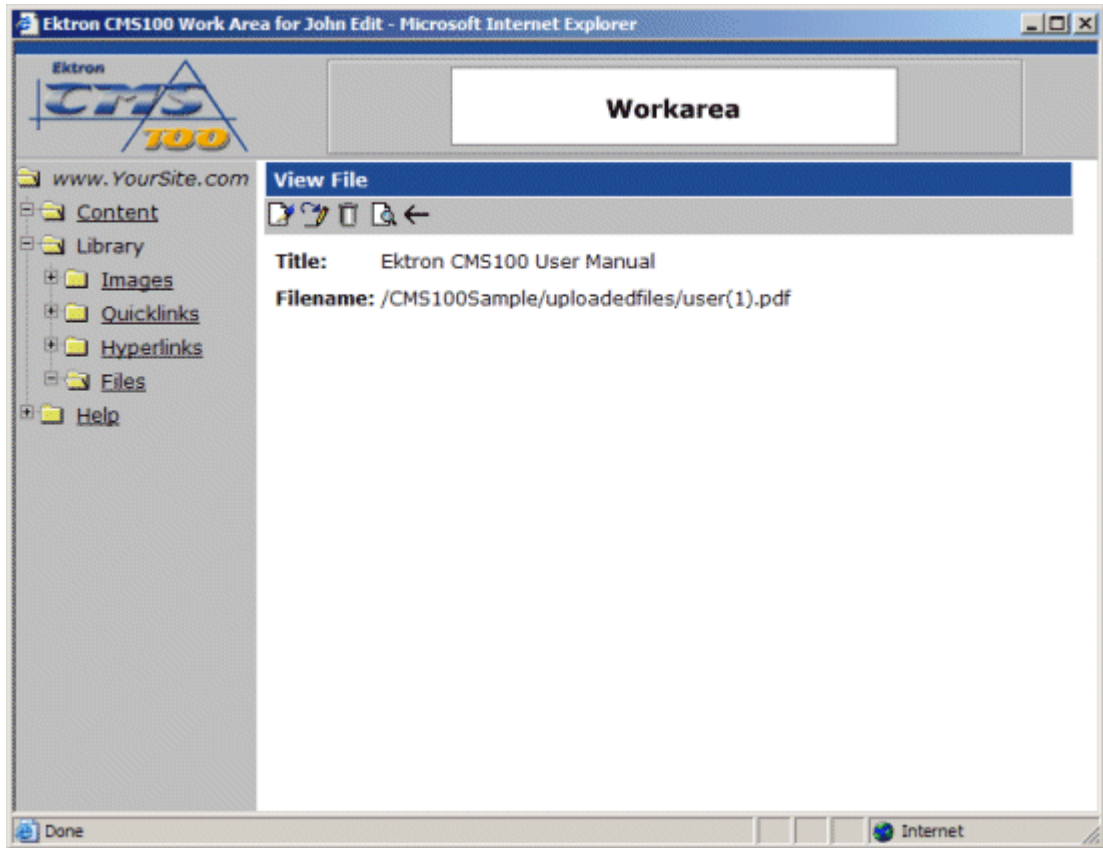 Ektron CMS100 Work Area for John Edit - Microsoft Internet Explorer
Ektron
CMS
100
Workarea
www.YourSite.com
Content
Library
Images
Quicklinks
Hyperlinks
Files
Help
View File
Title: Ektron CMS100 User Manual
Filename: /CMS100Sample/uploadedfiles/user(1).pdf
Done
Internet